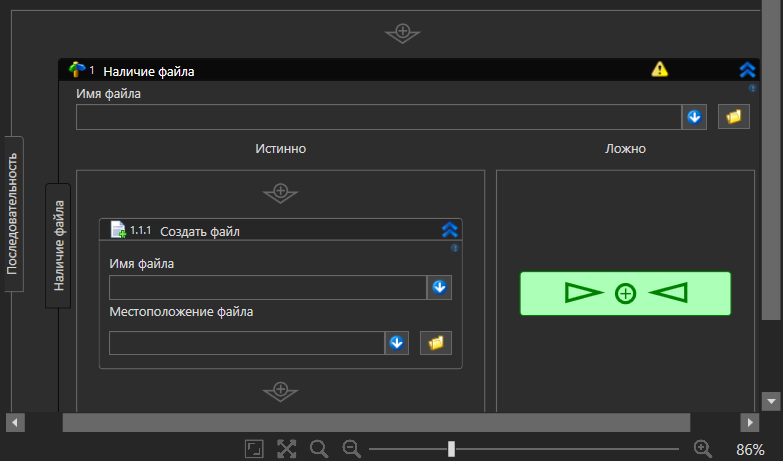 1 Наличие файла
Имя файла
Истинно
Ложно
Последовательность
Наличие файла
1.1.1 Создать файл
Имя файла
Местоположение файла
86%